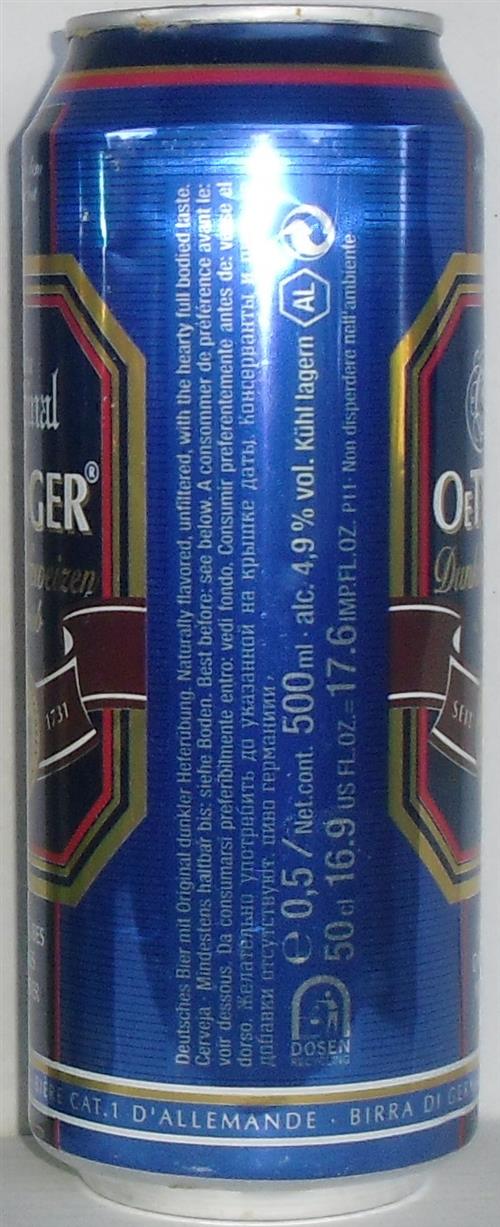 Deutsches Bier mit Original dunkler Hefetrübung. Naturally flavored, unfiltered, with the hearty full bodied taste.
Cerveja · Mindestens haltbar bis: siehe Boden. Best before: see below. A consommer de préférence avant le:
voir dessous. Da consumarsi preferibilmente entro: vedi fondo. Consumir preferentemente antes de: vease el
dorso. Желательно употребить до указанной на крышке даты. Консерванты и
добавки отсутствуют. пиво германиии,
e 0,5 / Net.cont. 500 ml · alc. 4,9 % vol. Kühl lagern AL
50 cl 16.9 US FL.OZ.=17.6 IMP.FL.OZ. P11· Non disperdere nell'ambiente
DOSEN
RECYCLING
GER®
1731
OET
SEIT
BIERE CAT.1 D'ALLEMANDE · BIRRA DI GER